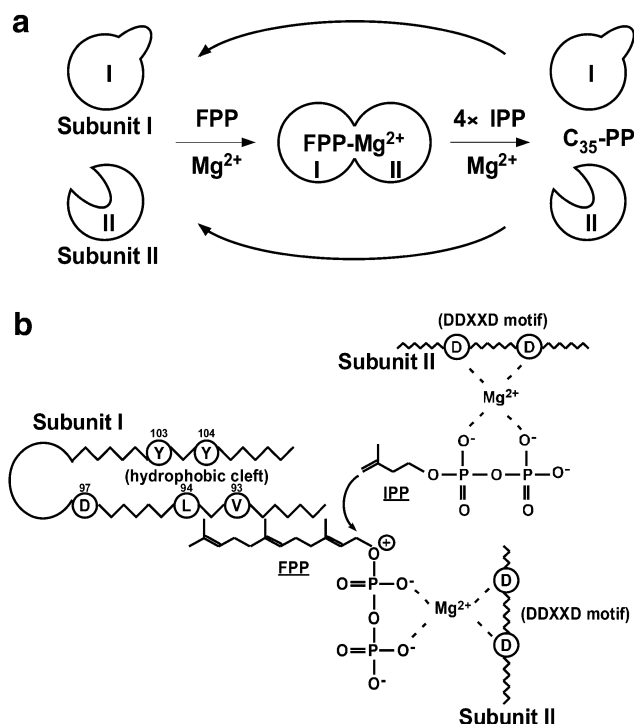 a
I
Subunit I
II
Subunit II
FPP
Mg²⁺
FPP-Mg²⁺
I II
4× IPP
Mg²⁺
I
C₃₅-PP
II
b
(DDXXD motif)
Subunit II
D D
Mg²⁺
O⁻ O⁻
O P O P O⁻
O O
IPP
Subunit I
103 104
Y Y
(hydrophobic cleft)
97 94 93
D L V
FPP
+
O
O=P-O⁻
O
O=P-O⁻
O⁻
Mg²⁺
D
(DDXXD motif)
D
Subunit II